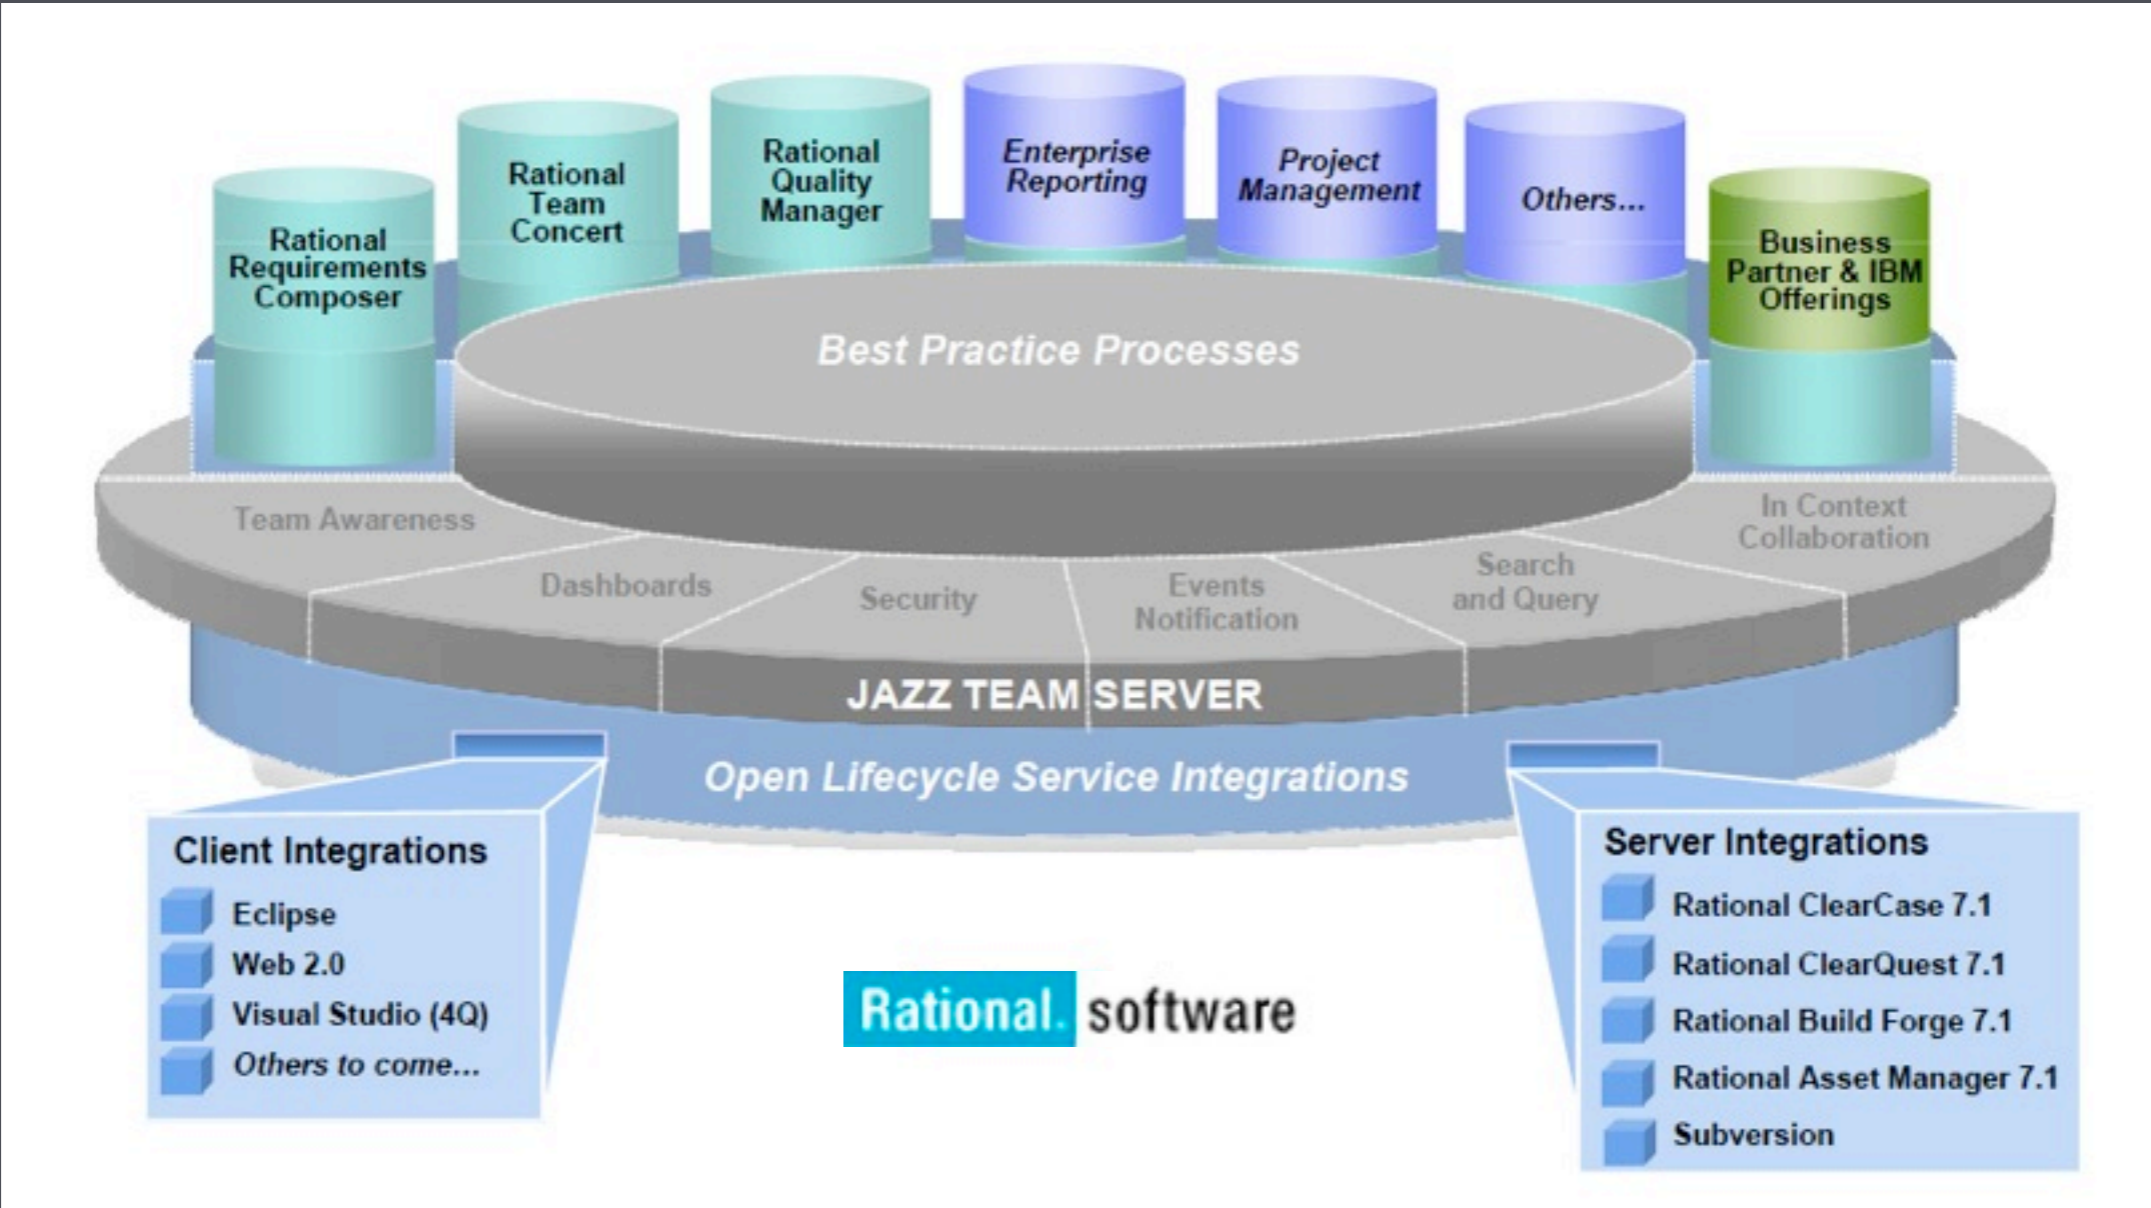 Rational
Requirements
Composer
Rational
Team
Concert
Rational
Quality
Manager
Enterprise
Reporting
Project
Management
Others...
Business
Partner & IBM
Offerings
Best Practice Processes
Team Awareness
Dashboards
Security
Events
Notification
Search
and Query
In Context
Collaboration
JAZZ TEAM SERVER
Open Lifecycle Service Integrations
Client Integrations
Eclipse
Web 2.0
Visual Studio (4Q)
Others to come...
Rational. software
Server Integrations
Rational ClearCase 7.1
Rational ClearQuest 7.1
Rational Build Forge 7.1
Rational Asset Manager 7.1
Subversion